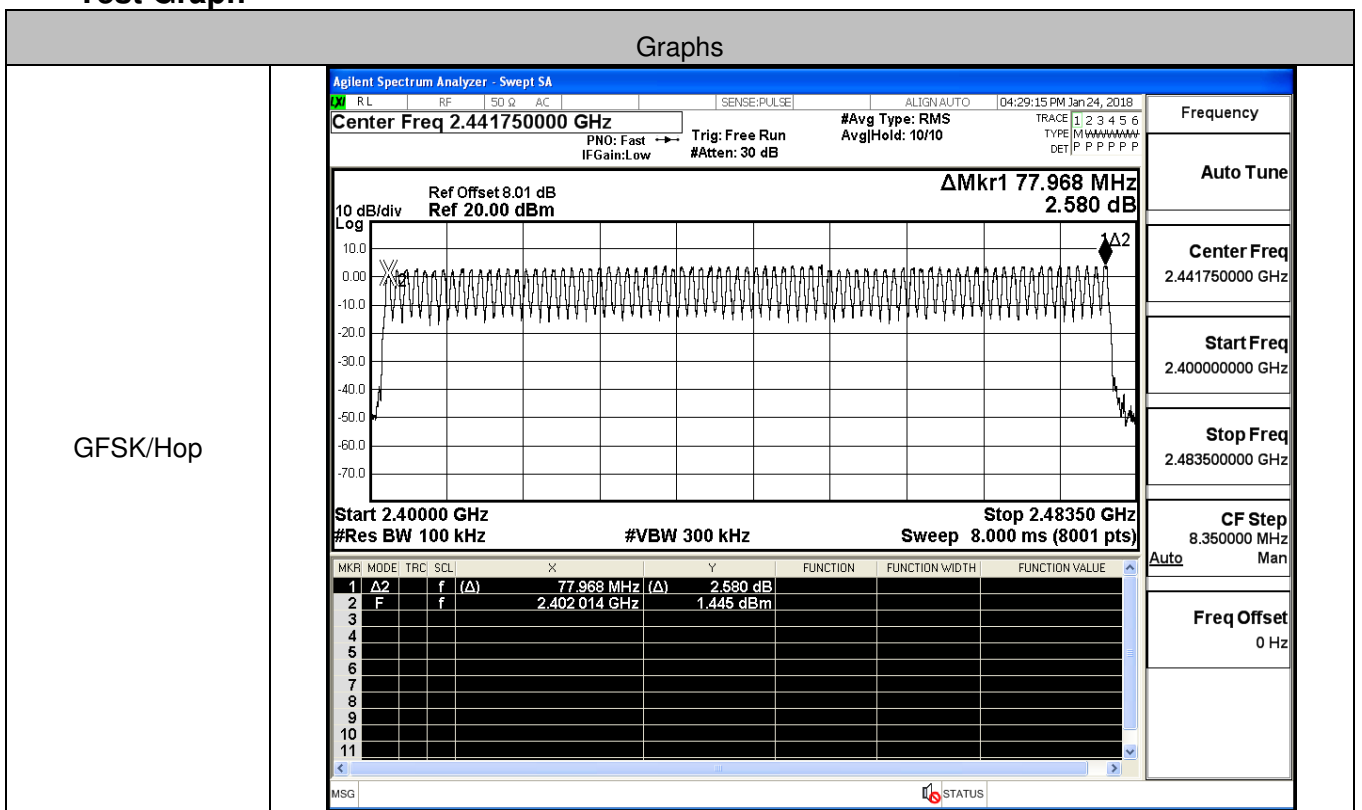 Test Graph
Graphs
GFSK/Hop
Agilent Spectrum Analyzer - Swept SA
LXI RL RF 50 Ω AC SENSE:PULSE ALIGN AUTO 04:29:15 PM Jan 24, 2018
Center Freq 2.441750000 GHz
PNO: Fast
IFGain:Low
Trig: Free Run
#Atten: 30 dB
#Avg Type: RMS
Avg|Hold: 10/10
TRACE 1 2 3 4 5 6
TYPE M WWWWW
DET P P P P P P
ΔMkr1 77.968 MHz
2.580 dB
Ref Offset 8.01 dB
10 dB/div Ref 20.00 dBm
Log
10.0
0.00
-10.0
-20.0
-30.0
-40.0
-50.0
-60.0
-70.0
1Δ2
2
Start 2.40000 GHz Stop 2.48350 GHz
#Res BW 100 kHz #VBW 300 kHz Sweep 8.000 ms (8001 pts)
MKR MODE TRC SCL X Y FUNCTION FUNCTION WIDTH FUNCTION VALUE
1 Δ2 f (Δ) 77.968 MHz (Δ) 2.580 dB
2 F f 2.402 014 GHz 1.445 dBm
3
4
5
6
7
8
9
10
11
MSG STATUS
Frequency
Auto Tune
Center Freq
2.441750000 GHz
Start Freq
2.400000000 GHz
Stop Freq
2.483500000 GHz
CF Step
8.350000 MHz
Auto Man
Freq Offset
0 Hz